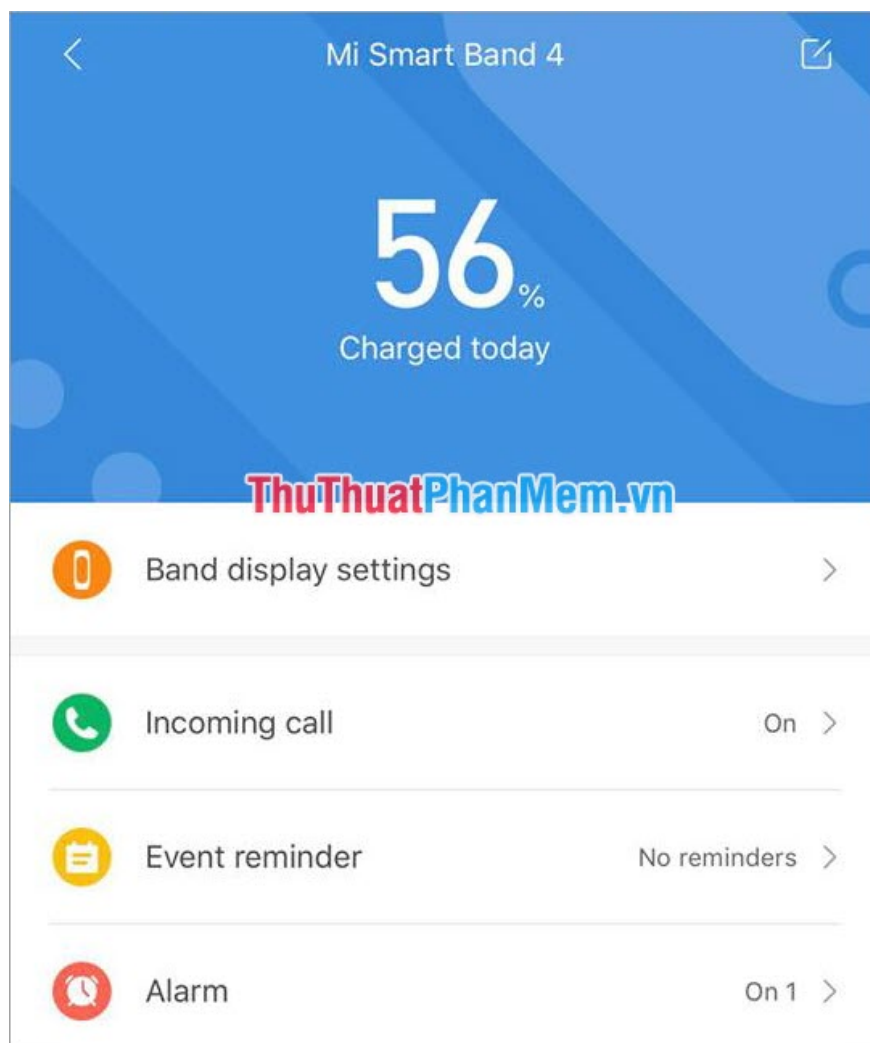 Mi Smart Band 4
56%
Charged today
ThuThuatPhanMem.vn
Band display settings
Incoming call On
Event reminder No reminders
Alarm On 1